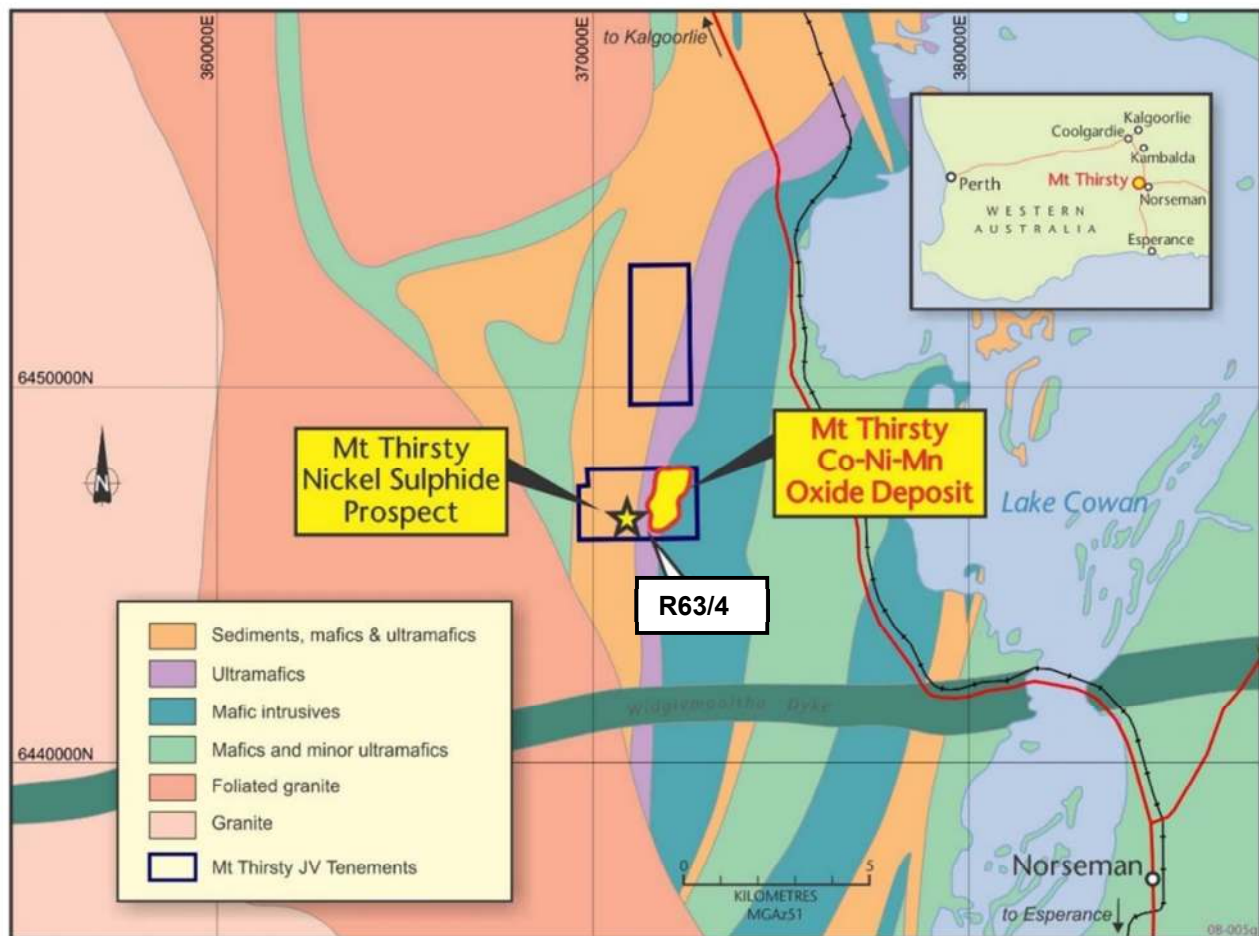 360000E
370000E
380000E
to Kalgoorlie
Kalgoorlie
Coolgardie
Kambalda
Mt Thirsty
Perth
Norseman
WESTERN
AUSTRALIA
Esperance
6450000N
Mt Thirsty
Nickel Sulphide
Prospect
Mt Thirsty
Co-Ni-Mn
Oxide Deposit
N
Lake Cowan
R63/4
Sediments, mafics & ultramafics
Ultramafics
Mafic intrusives
Mafics and minor ultramafics
Foliated granite
Granite
Mt Thirsty JV Tenements
Widgiemooltha Dyke
6440000N
0
5
KILOMETRES
MGAz51
Norseman
to Esperance